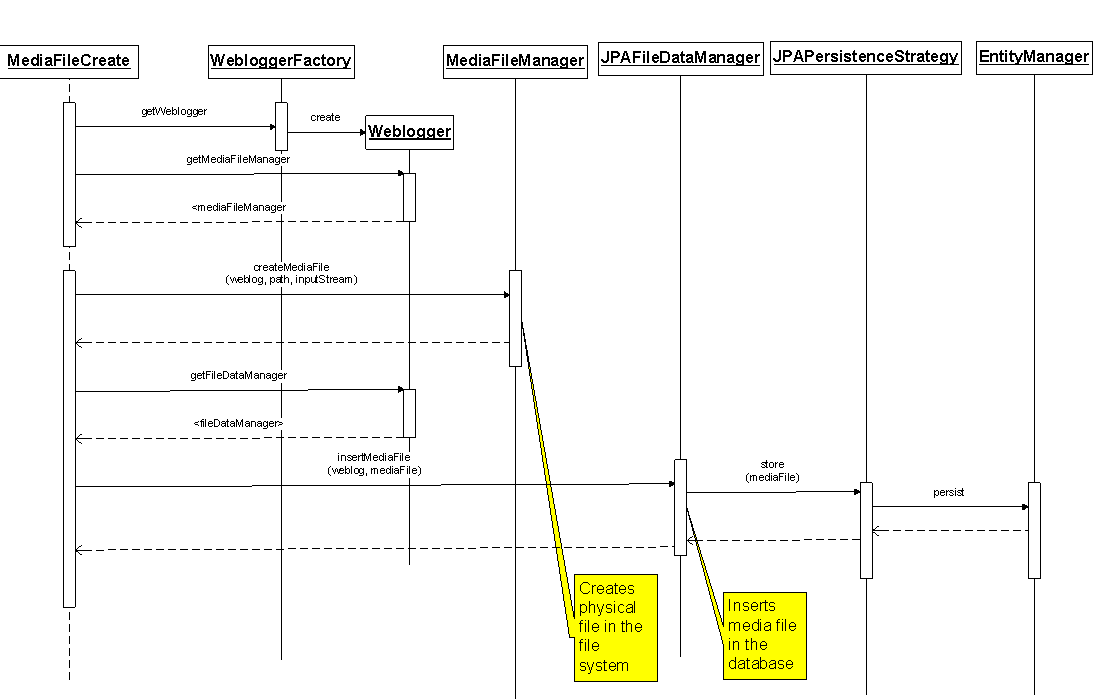 MediaFileCreate
WebloggerFactory
MediaFileManager
JPAFileDataManager
JPAPersistenceStrategy
EntityManager
getWeblogger
create
Weblogger
getMediaFileManager
<mediaFileManager
createMediaFile
(weblog, path, inputStream)
getFileDataManager
<fileDataManager>
insertMediaFile
(weblog, mediaFile)
store
(mediaFile)
persist
Creates
physical
file in the
file
system
Inserts
media file
in the
database